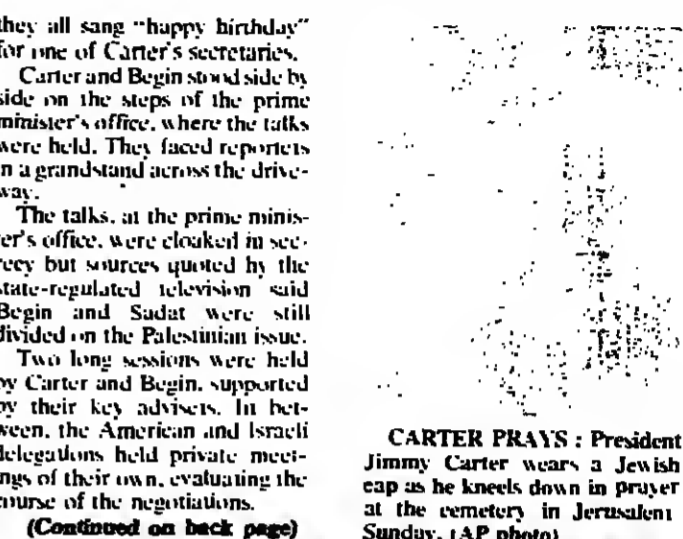 they all sang "happy birthday"
for one of Carter's secretaries.
Carter and Begin stood side by
side on the steps of the prime
minister's office, where the talks
were held. They faced reporters
in a grandstand across the drive-
way.
The talks, at the prime minis-
ter's office, were cloaked in sec-
recy but sources quoted by the
state-regulated television said
Begin and Sadat were still
divided on the Palestinian issue.
Two long sessions were held
by Carter and Begin, supported
by their key advisers. In bet-
ween, the American and Israeli
delegations held private meet-
ings of their own, evaluating the
course of the negotiations.
(Continued on back page)
CARTER PRAYS : President
Jimmy Carter wears a Jewish
cap as he kneels down in prayer
at the cemetery in Jerusalem
Sunday. (AP photo)